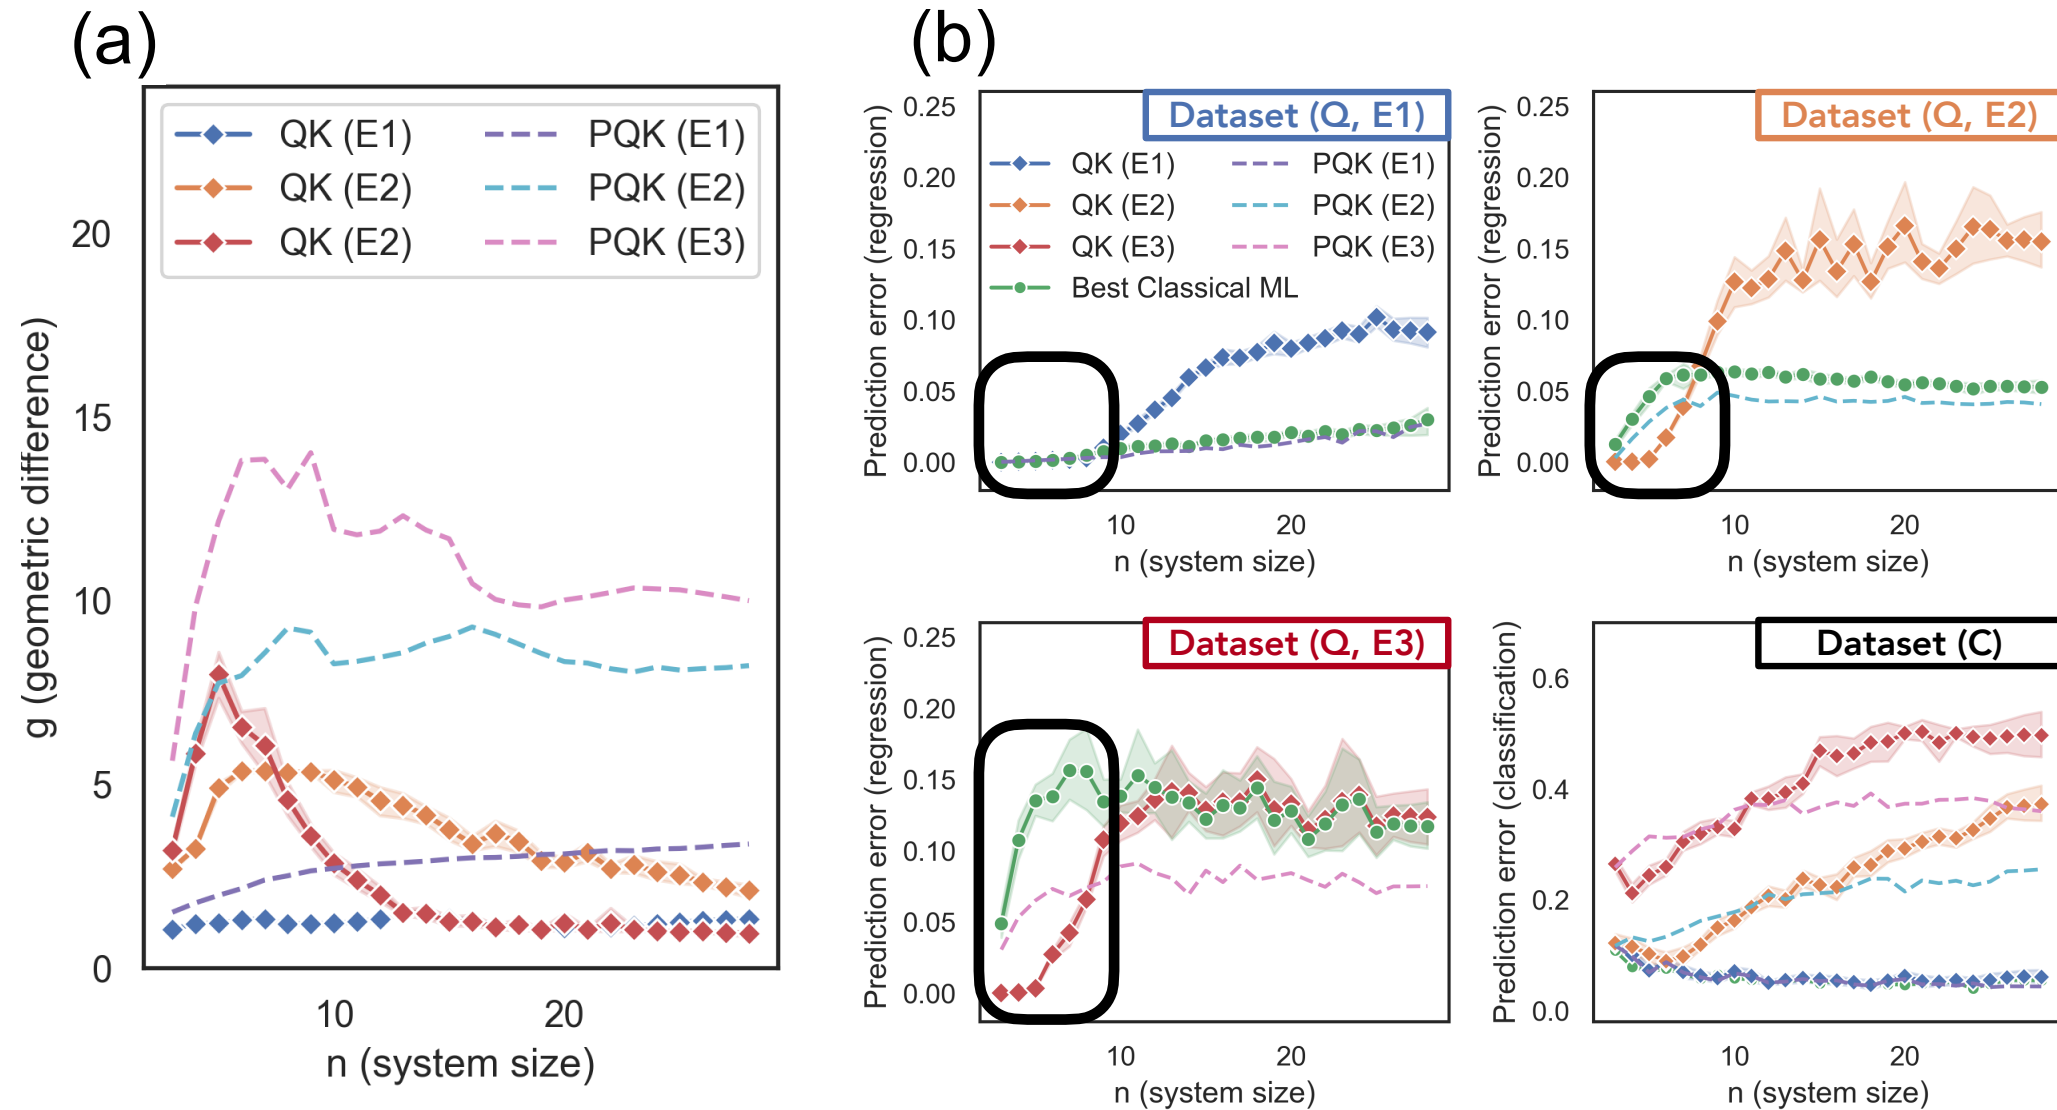 (a)
QK (E1)
PQK (E1)
QK (E2)
PQK (E2)
QK (E2)
PQK (E3)
g (geometric difference)
20
15
10
5
0
10
20
n (system size)
(b)
Dataset (Q, E1)
Prediction error (regression)
0.25
0.20
0.15
0.10
0.05
0.00
QK (E1)
PQK (E1)
QK (E2)
PQK (E2)
QK (E3)
PQK (E3)
Best Classical ML
10
20
n (system size)
Dataset (Q, E2)
Prediction error (regression)
0.25
0.20
0.15
0.10
0.05
0.00
10
20
n (system size)
Dataset (Q, E3)
Prediction error (regression)
0.25
0.20
0.15
0.10
0.05
0.00
10
20
n (system size)
Dataset (C)
Prediction error (classification)
0.6
0.4
0.2
0.0
10
20
n (system size)